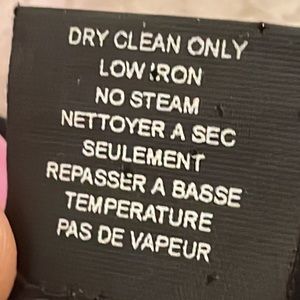 DRY CLEAN ONLY
LOW IRON
NO STEAM
NETTOYER A SEC
SEULEMENT
REPASSER A BASSE
TEMPERATURE
PAS DE VAPEUR